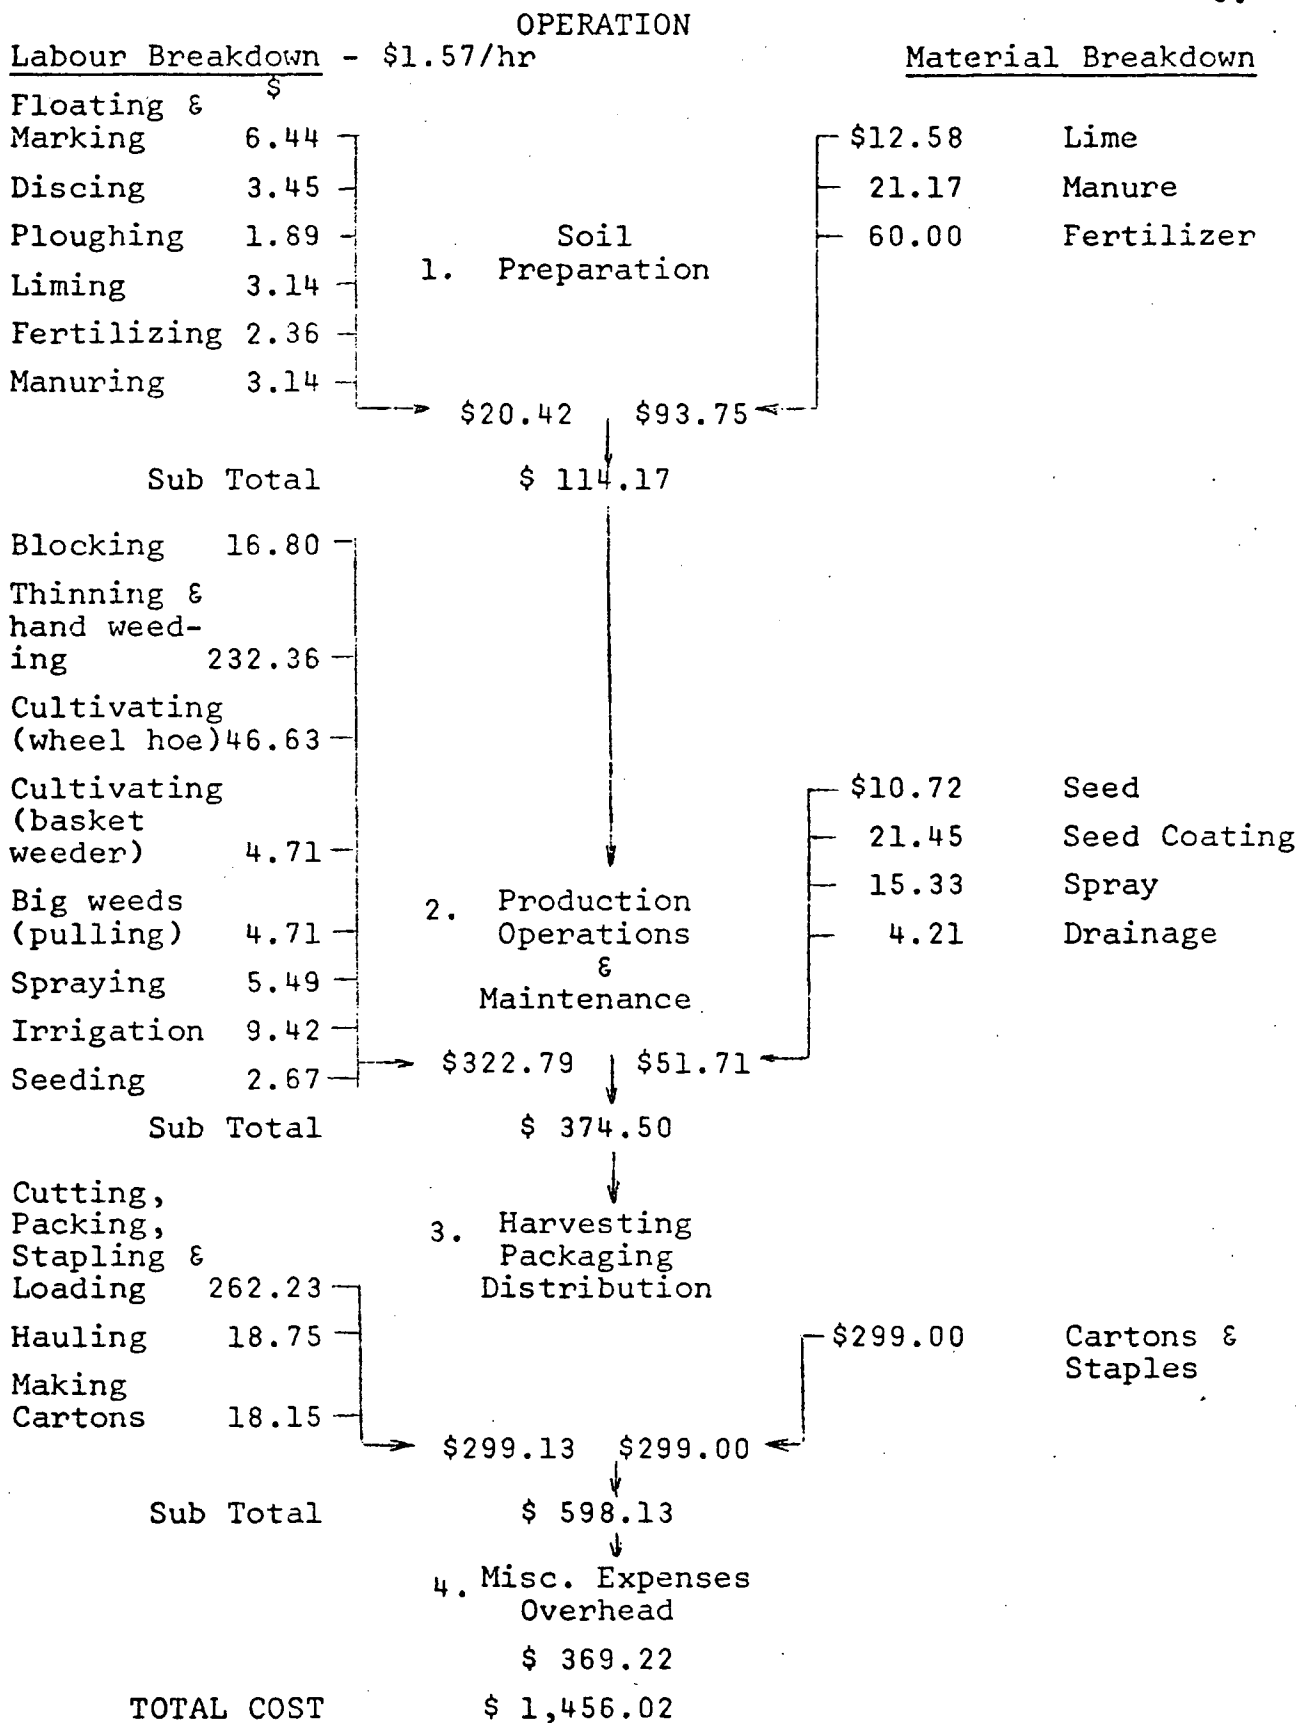 OPERATION
Labour Breakdown - $1.57/hr Material Breakdown
$
Floating &
Marking 6.44 $12.58 Lime
Discing 3.45 21.17 Manure
Ploughing 1.89 Soil 60.00 Fertilizer
1. Preparation
Liming 3.14
Fertilizing 2.36
Manuring 3.14
$20.42 $93.75
Sub Total $ 114.17
Blocking 16.80
Thinning &
hand weed-
ing 232.36
Cultivating
(wheel hoe) 46.63
Cultivating $10.72 Seed
(basket
weeder) 4.71 21.45 Seed Coating
15.33 Spray
Big weeds 2. Production
(pulling) 4.71 Operations 4.21 Drainage
&
Spraying 5.49 Maintenance
Irrigation 9.42
$322.79 $51.71
Seeding 2.67
Sub Total $ 374.50
Cutting,
Packing, 3. Harvesting
Stapling & Packaging
Loading 262.23 Distribution
Hauling 18.75 $299.00 Cartons &
Staples
Making
Cartons 18.15
$299.13 $299.00
Sub Total $ 598.13
4. Misc. Expenses
Overhead
$ 369.22
TOTAL COST $ 1,456.02